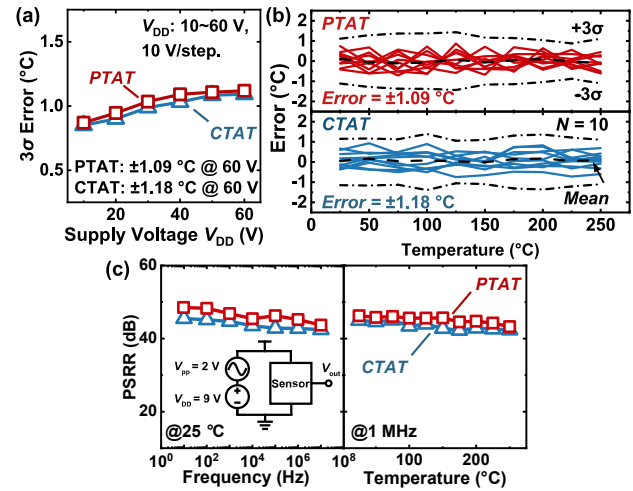 (a)
V_DD: 10~60 V,
10 V/step.
PTAT
CTAT
PTAT: ±1.09 °C @ 60 V
CTAT: ±1.18 °C @ 60 V
3σ Error (°C)
1.5
1.0
0.5
20 40 60
Supply Voltage V_DD (V)
(b)
PTAT
+3σ
Error = ±1.09 °C
-3σ
CTAT
N = 10
Error = ±1.18 °C
Mean
Error (°C)
2
1
0
-1
-2
2
1
0
-1
-2
0 50 100 150 200 250
Temperature (°C)
(c)
PSRR (dB)
60
40
20
V_pp = 2 V
V_DD = 9 V
Sensor
V_out
@25 °C
10^0 10^2 10^4 10^6 10^8
Frequency (Hz)
PTAT
CTAT
@1 MHz
100 200
Temperature (°C)